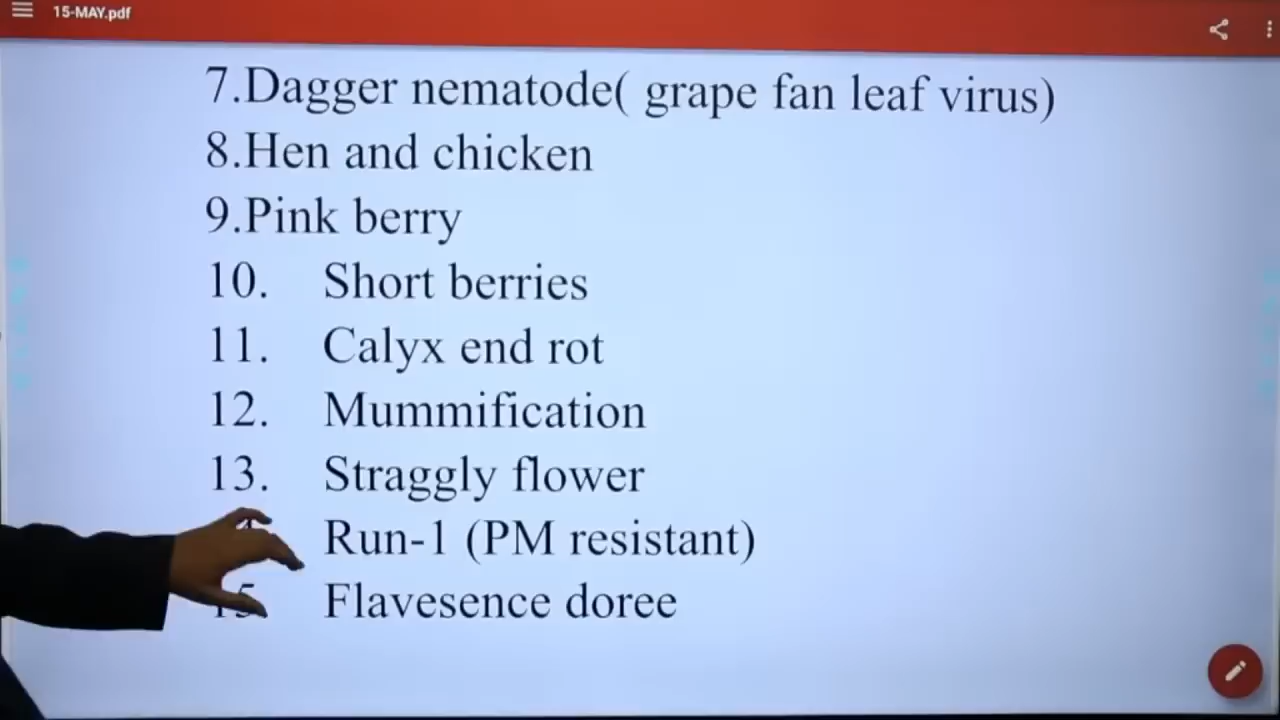 15-MAY.pdf
7.Dagger nematode( grape fan leaf virus)
8.Hen and chicken
9.Pink berry
10. Short berries
11. Calyx end rot
12. Mummification
13. Straggly flower
Run-1 (PM resistant)
15. Flavesence doree